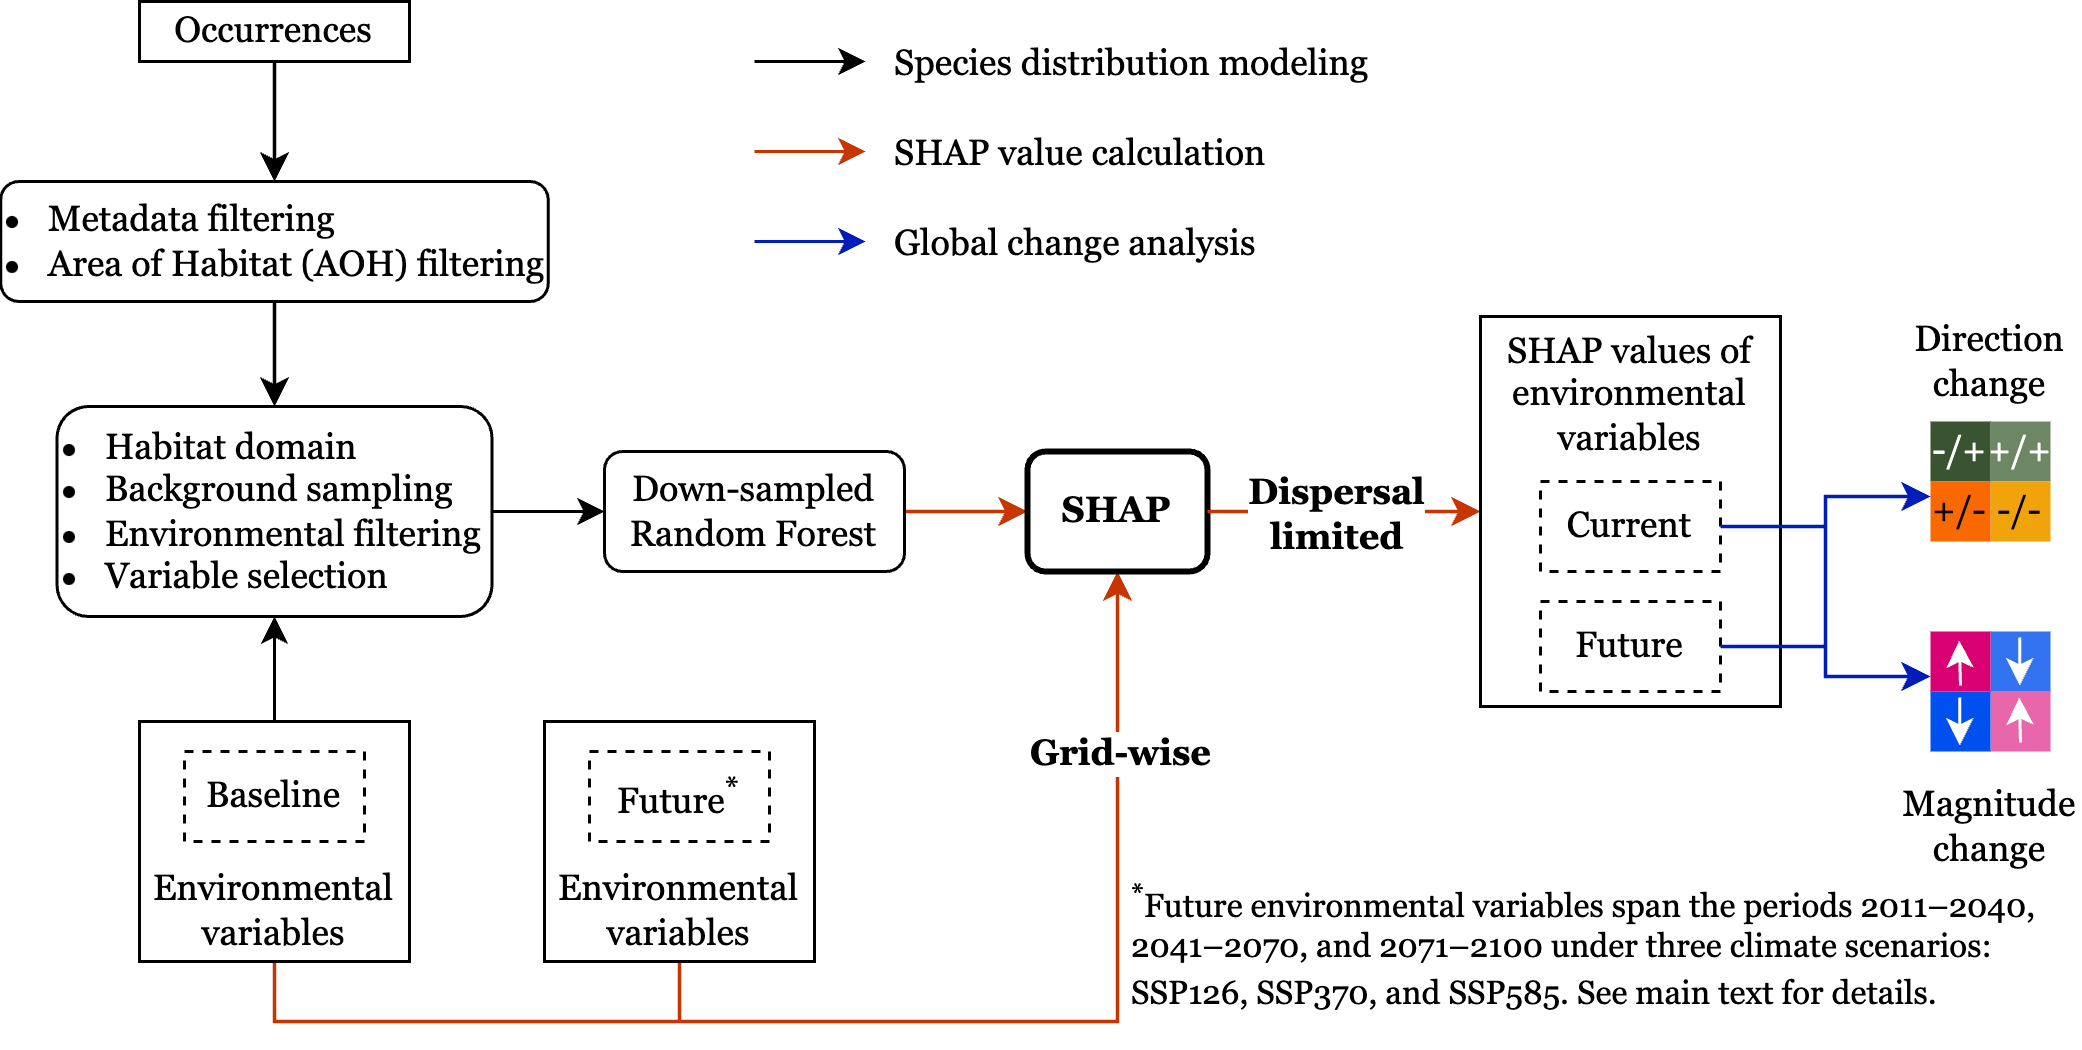 Occurrences
Species distribution modeling
SHAP value calculation
Global change analysis
• Metadata filtering
• Area of Habitat (AOH) filtering
• Habitat domain
• Background sampling
• Environmental filtering
• Variable selection
Down-sampled
Random Forest
SHAP
Dispersal
limited
SHAP values of
environmental
variables
Current
Future
Direction
change
-/+ +/+
+/- -/-
↑ ↓
↓ ↑
Magnitude
change
Baseline
Environmental
variables
Future*
Environmental
variables
Grid-wise
*Future environmental variables span the periods 2011–2040,
2041–2070, and 2071–2100 under three climate scenarios:
SSP126, SSP370, and SSP585. See main text for details.